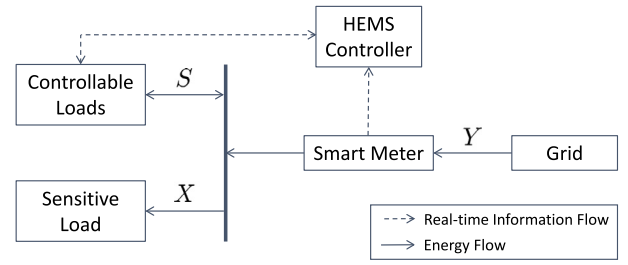 HEMS
Controller
Controllable
Loads
S
Smart Meter
Y
Grid
Sensitive
Load
X
Real-time Information Flow
Energy Flow